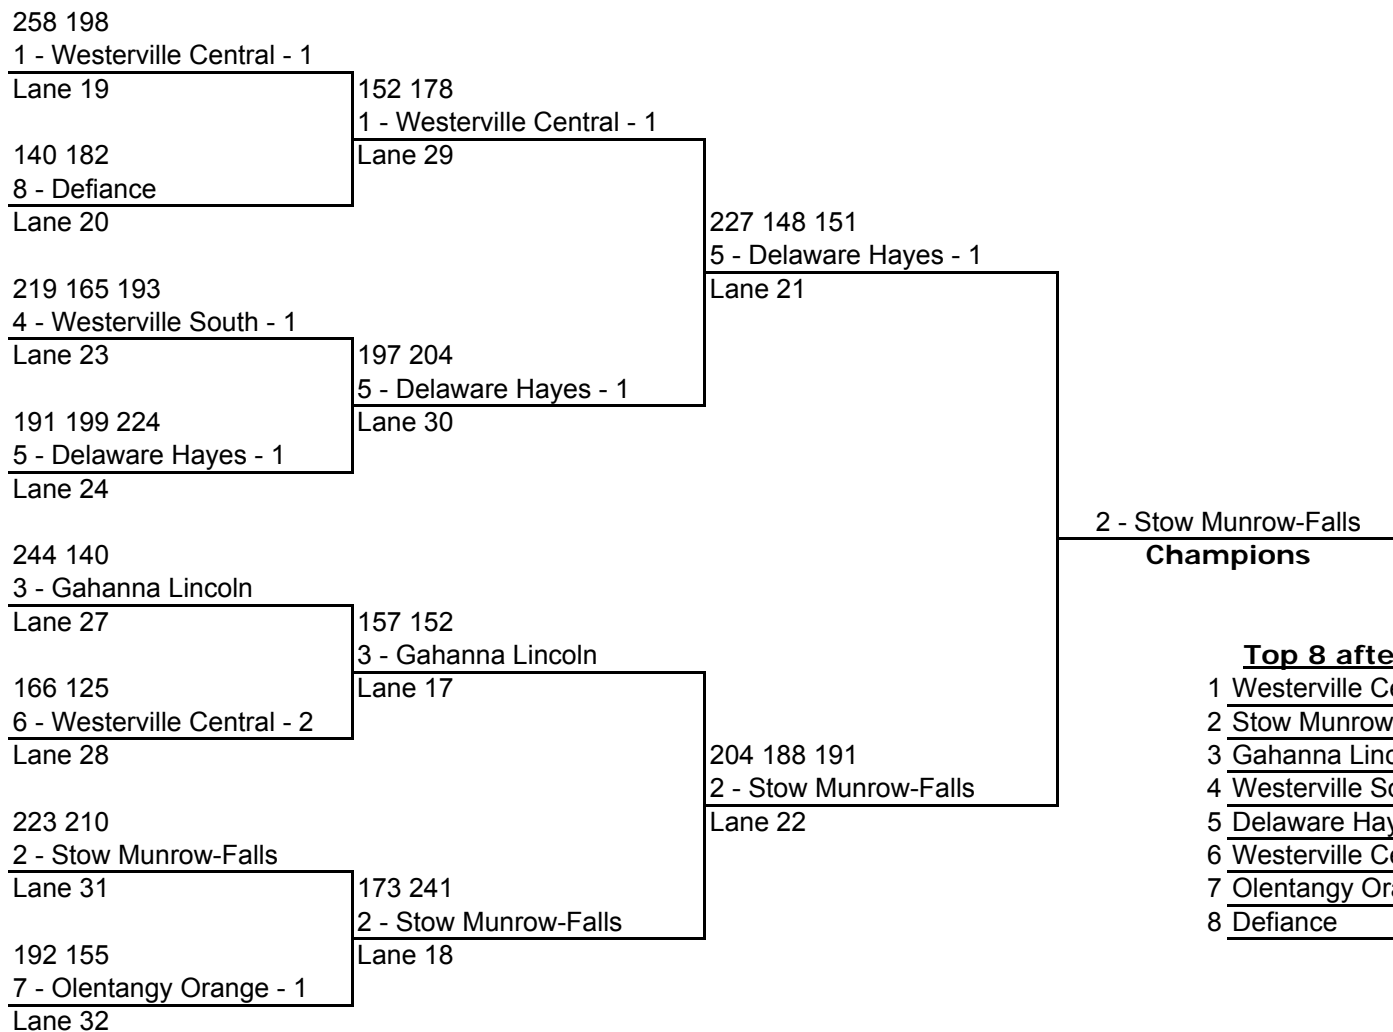 258 198
1 - Westerville Central - 1
Lane 19
140 182
8 - Defiance
Lane 20
219 165 193
4 - Westerville South - 1
Lane 23
191 199 224
5 - Delaware Hayes - 1
Lane 24
244 140
3 - Gahanna Lincoln
Lane 27
166 125
6 - Westerville Central - 2
Lane 28
223 210
2 - Stow Munrow-Falls
Lane 31
192 155
7 - Olentangy Orange - 1
Lane 32
152 178
1 - Westerville Central - 1
Lane 29
197 204
5 - Delaware Hayes - 1
Lane 30
157 152
3 - Gahanna Lincoln
Lane 17
173 241
2 - Stow Munrow-Falls
Lane 18
227 148 151
5 - Delaware Hayes - 1
Lane 21
204 188 191
2 - Stow Munrow-Falls
Lane 22
2 - Stow Munrow-Falls
Champions
Top 8
1 Westerville
2 Stow Munrow
3 Gahanna
4 Westerville
5 Delaware
6 Westerville
7 Olentangy
8 Defiance